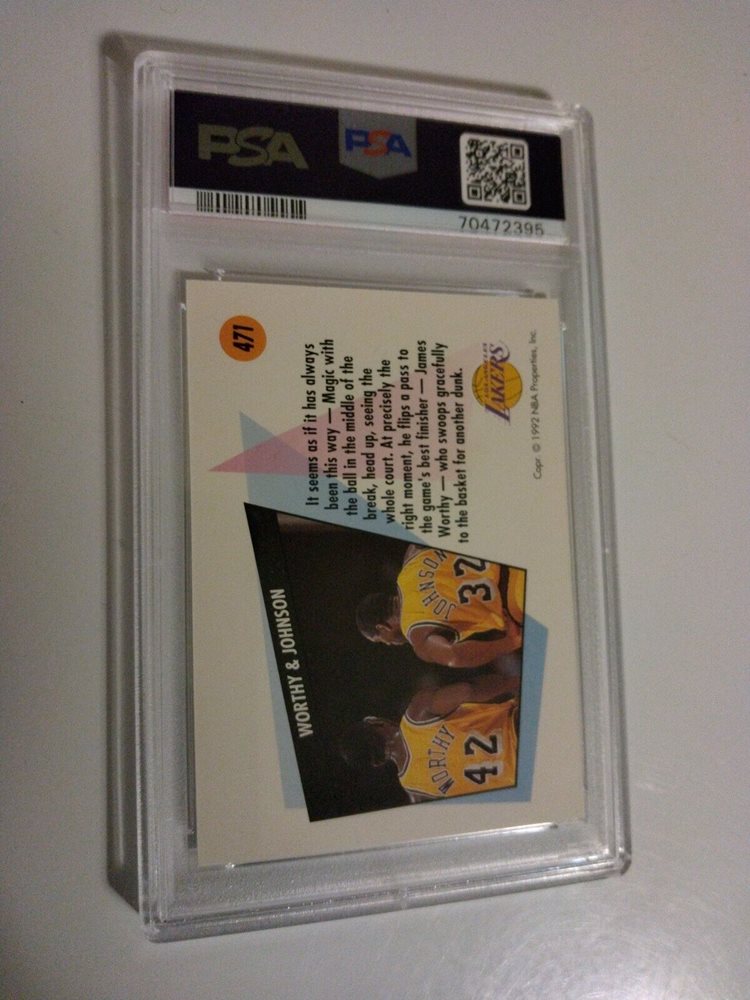 PSA
PSA
70472395
471
It seems as if it has always
been this way — Magic with
the ball in the middle of the
break, head up, seeing the
whole court. At precisely the
right moment, he flips a pass to
the game's best finisher — James
Worthy — who swoops gracefully
to the basket for another dunk.
LOS ANGELES
LAKERS
Copr. © 1992 NBA Properties, Inc.
WORTHY & JOHNSON
WORTHY
42
JOHNSON
32